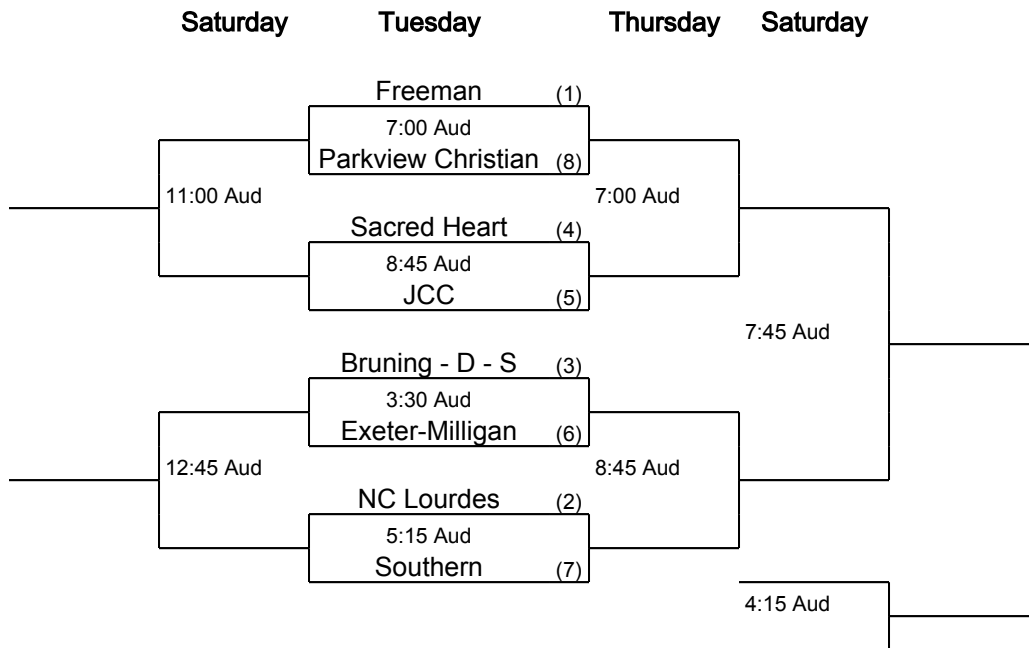 Saturday Tuesday Thursday Saturday
Freeman (1)
7:00 Aud
Parkview Christian (8)
11:00 Aud 7:00 Aud
Sacred Heart (4)
8:45 Aud
JCC (5)
7:45 Aud
Bruning - D - S (3)
3:30 Aud
Exeter-Milligan (6)
12:45 Aud 8:45 Aud
NC Lourdes (2)
5:15 Aud
Southern (7)
4:15 Aud